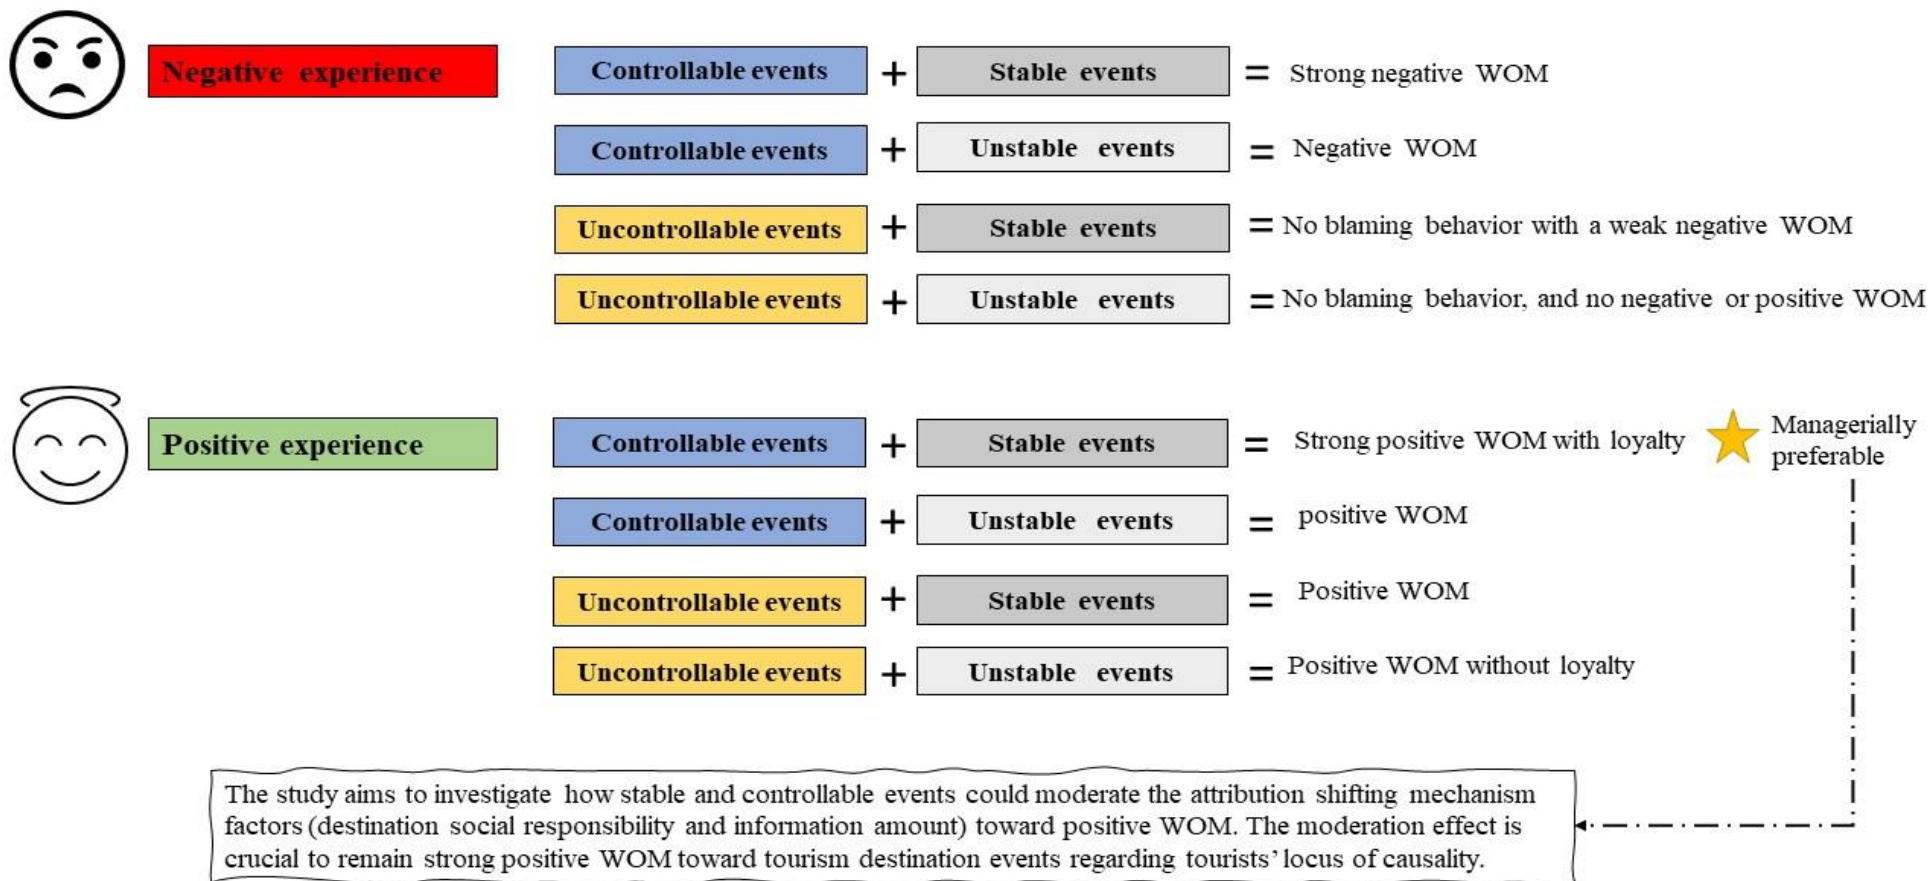 Negative experience
Controllable events + Stable events = Strong negative WOM
Controllable events + Unstable events = Negative WOM
Uncontrollable events + Stable events = No blaming behavior with a weak negative WOM
Uncontrollable events + Unstable events = No blaming behavior, and no negative or positive WOM
Positive experience
Controllable events + Stable events = Strong positive WOM with loyalty
Managerially
preferable
Controllable events + Unstable events = positive WOM
Uncontrollable events + Stable events = Positive WOM
Uncontrollable events + Unstable events = Positive WOM without loyalty
The study aims to investigate how stable and controllable events could moderate the attribution shifting mechanism
factors (destination social responsibility and information amount) toward positive WOM. The moderation effect is
crucial to remain strong positive WOM toward tourism destination events regarding tourists' locus of causality.